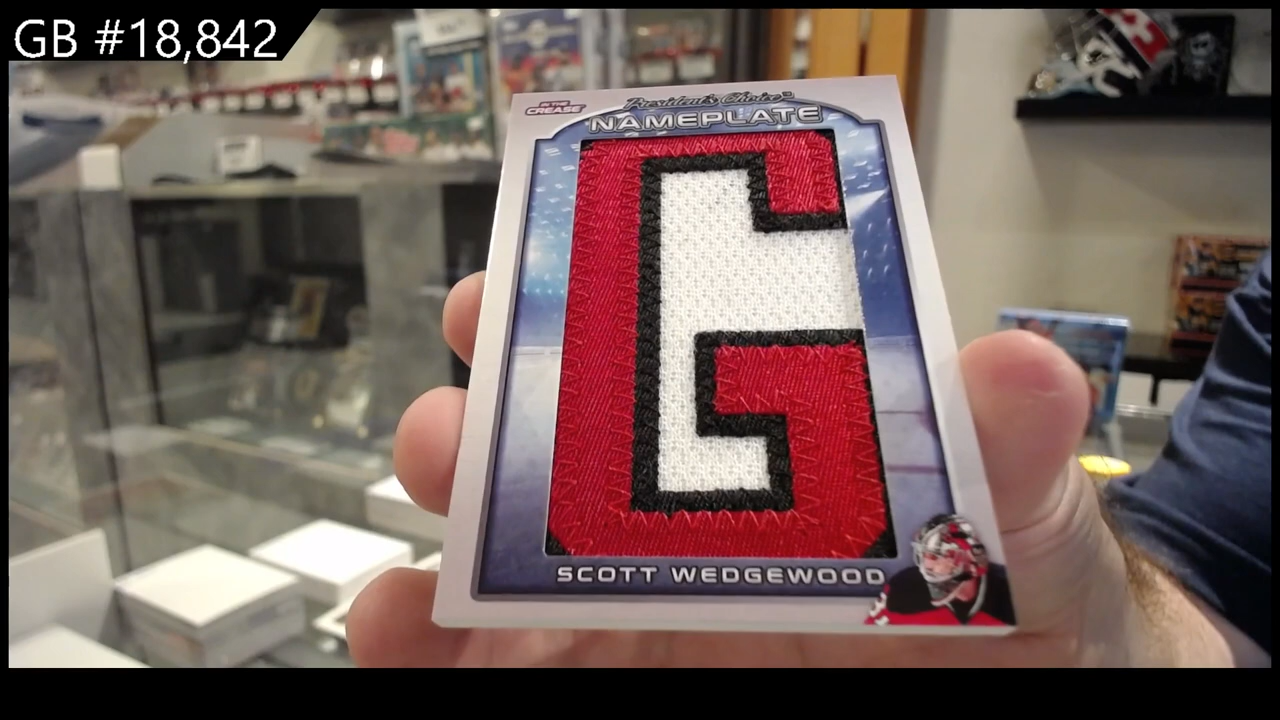 GB #18,842
IN THE
CREASE
President's Choice
NAMEPLATE
G
SCOTT WEDGEWOOD